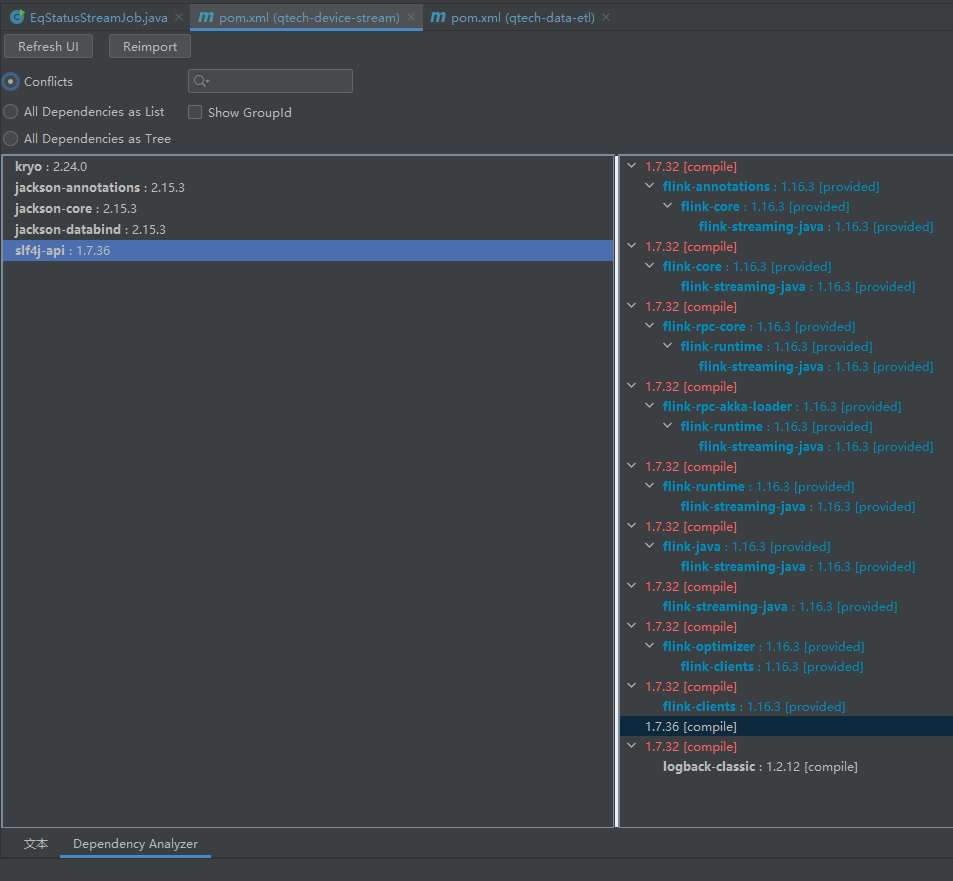 EqStatusStreamJob.java × pom.xml (qtech-device-stream) × pom.xml (qtech-data-etl) ×
Refresh UI Reimport
Conflicts
All Dependencies as List Show GroupId
All Dependencies as Tree
kryo : 2.24.0
jackson-annotations : 2.15.3
jackson-core : 2.15.3
jackson-databind : 2.15.3
slf4j-api : 1.7.36
1.7.32 [compile]
flink-annotations : 1.16.3 [provided]
flink-core : 1.16.3 [provided]
flink-streaming-java : 1.16.3 [provided]
1.7.32 [compile]
flink-core : 1.16.3 [provided]
flink-streaming-java : 1.16.3 [provided]
1.7.32 [compile]
flink-rpc-core : 1.16.3 [provided]
flink-runtime : 1.16.3 [provided]
flink-streaming-java : 1.16.3 [provided]
1.7.32 [compile]
flink-rpc-akka-loader : 1.16.3 [provided]
flink-runtime : 1.16.3 [provided]
flink-streaming-java : 1.16.3 [provided]
1.7.32 [compile]
flink-runtime : 1.16.3 [provided]
flink-streaming-java : 1.16.3 [provided]
1.7.32 [compile]
flink-java : 1.16.3 [provided]
flink-streaming-java : 1.16.3 [provided]
1.7.32 [compile]
flink-streaming-java : 1.16.3 [provided]
1.7.32 [compile]
flink-optimizer : 1.16.3 [provided]
flink-clients : 1.16.3 [provided]
1.7.32 [compile]
flink-clients : 1.16.3 [provided]
1.7.36 [compile]
1.7.32 [compile]
logback-classic : 1.2.12 [compile]
文本 Dependency Analyzer